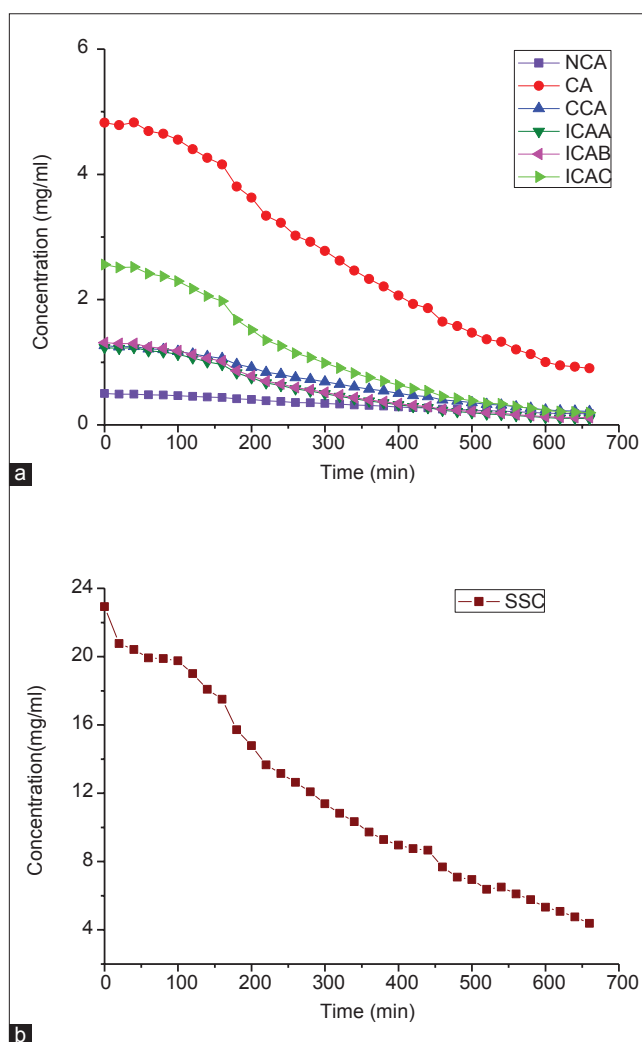 6
4
2
0
Concentration (mg/ml)
NCA
CA
CCA
ICAA
ICAB
ICAC
0 100 200 300 400 500 600 700
Time (min)
a
24
20
16
12
8
4
Concentration(mg/ml)
SSC
0 100 200 300 400 500 600 700
Time (min)
b